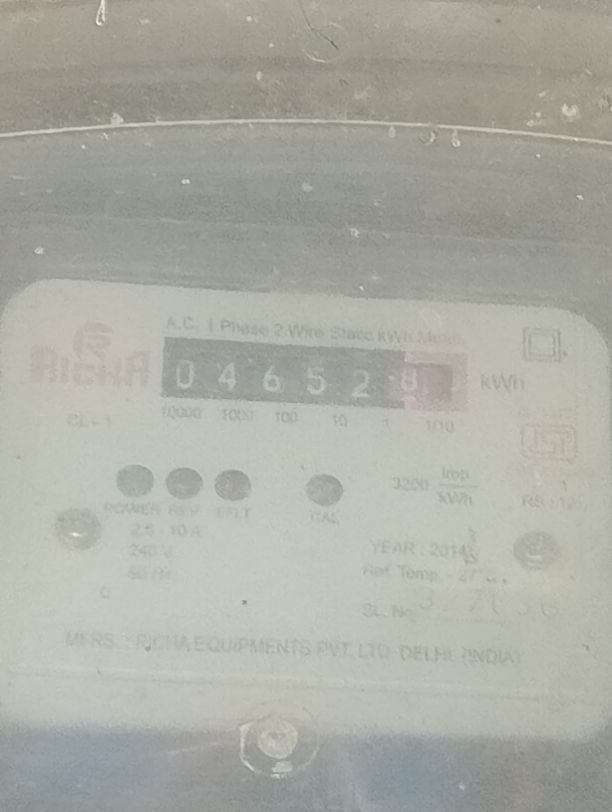 A.C. 1 Phase 2 Wire Static kWh Meter
RICHA
0 4 6 5 2 8
kWh
CL-1
10000 1000 100 10 1 1/10
3200 Imp/kWh
POWER REV E/LT CAL
2.5 - 10 A
240 V
50 Hz
YEAR : 2014
Ref. Temp. - 27°C
SL. No.
MFRS. : RICHA EQUIPMENTS PVT. LTD. DELHI. (INDIA)